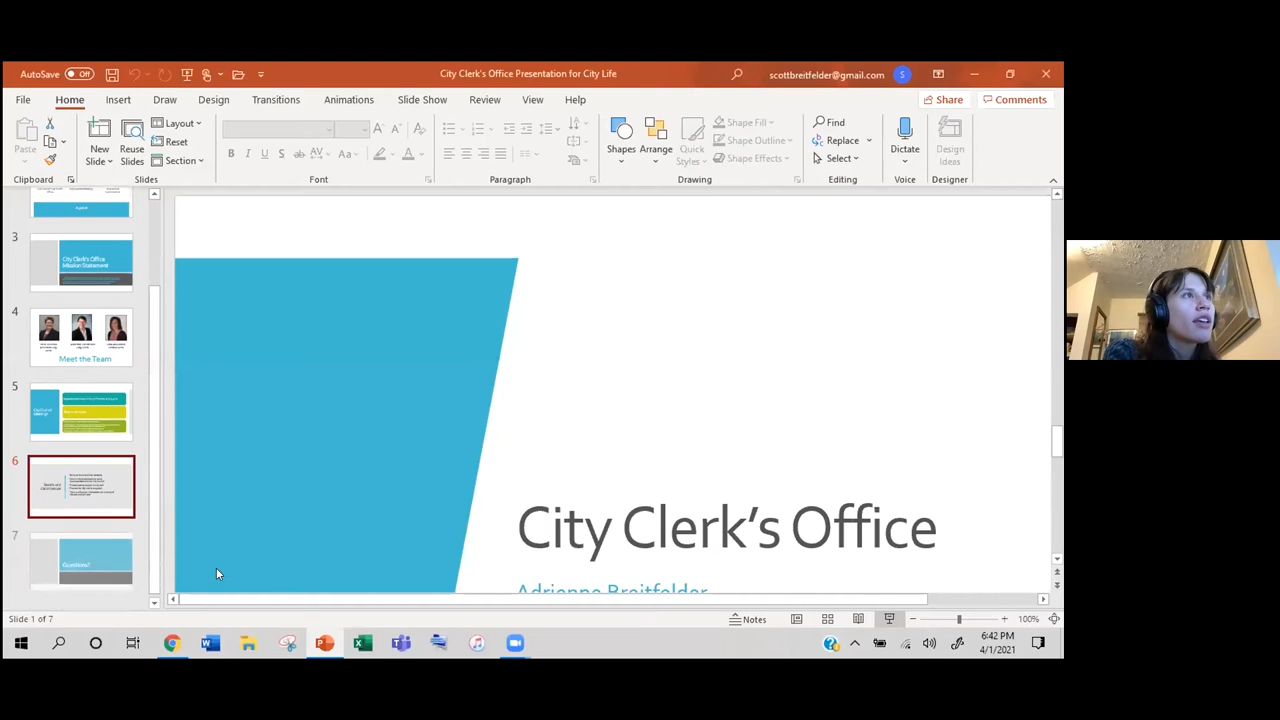 AutoSave Off
City Clerk's Office Presentation for City Life
scottbreitfelder@gmail.com S
File Home Insert Draw Design Transitions Animations Slide Show Review View Help
Share Comments
Paste
New Slide
Reuse Slides
Layout
Reset
Section
B I U S ab AV Aa A
Shapes
Arrange
Quick Styles
Shape Fill
Shape Outline
Shape Effects
Find
Replace
Select
Dictate
Design Ideas
Clipboard Slides Font Paragraph Drawing Editing Voice Designer
3
City Clerk's Office
Mission Statement
4
Meet the Team
5
6
7
Questions?
City Clerk's Office
Adrienne Breitfelder
Slide 1 of 7
Notes
100%
6:42 PM
4/1/2021